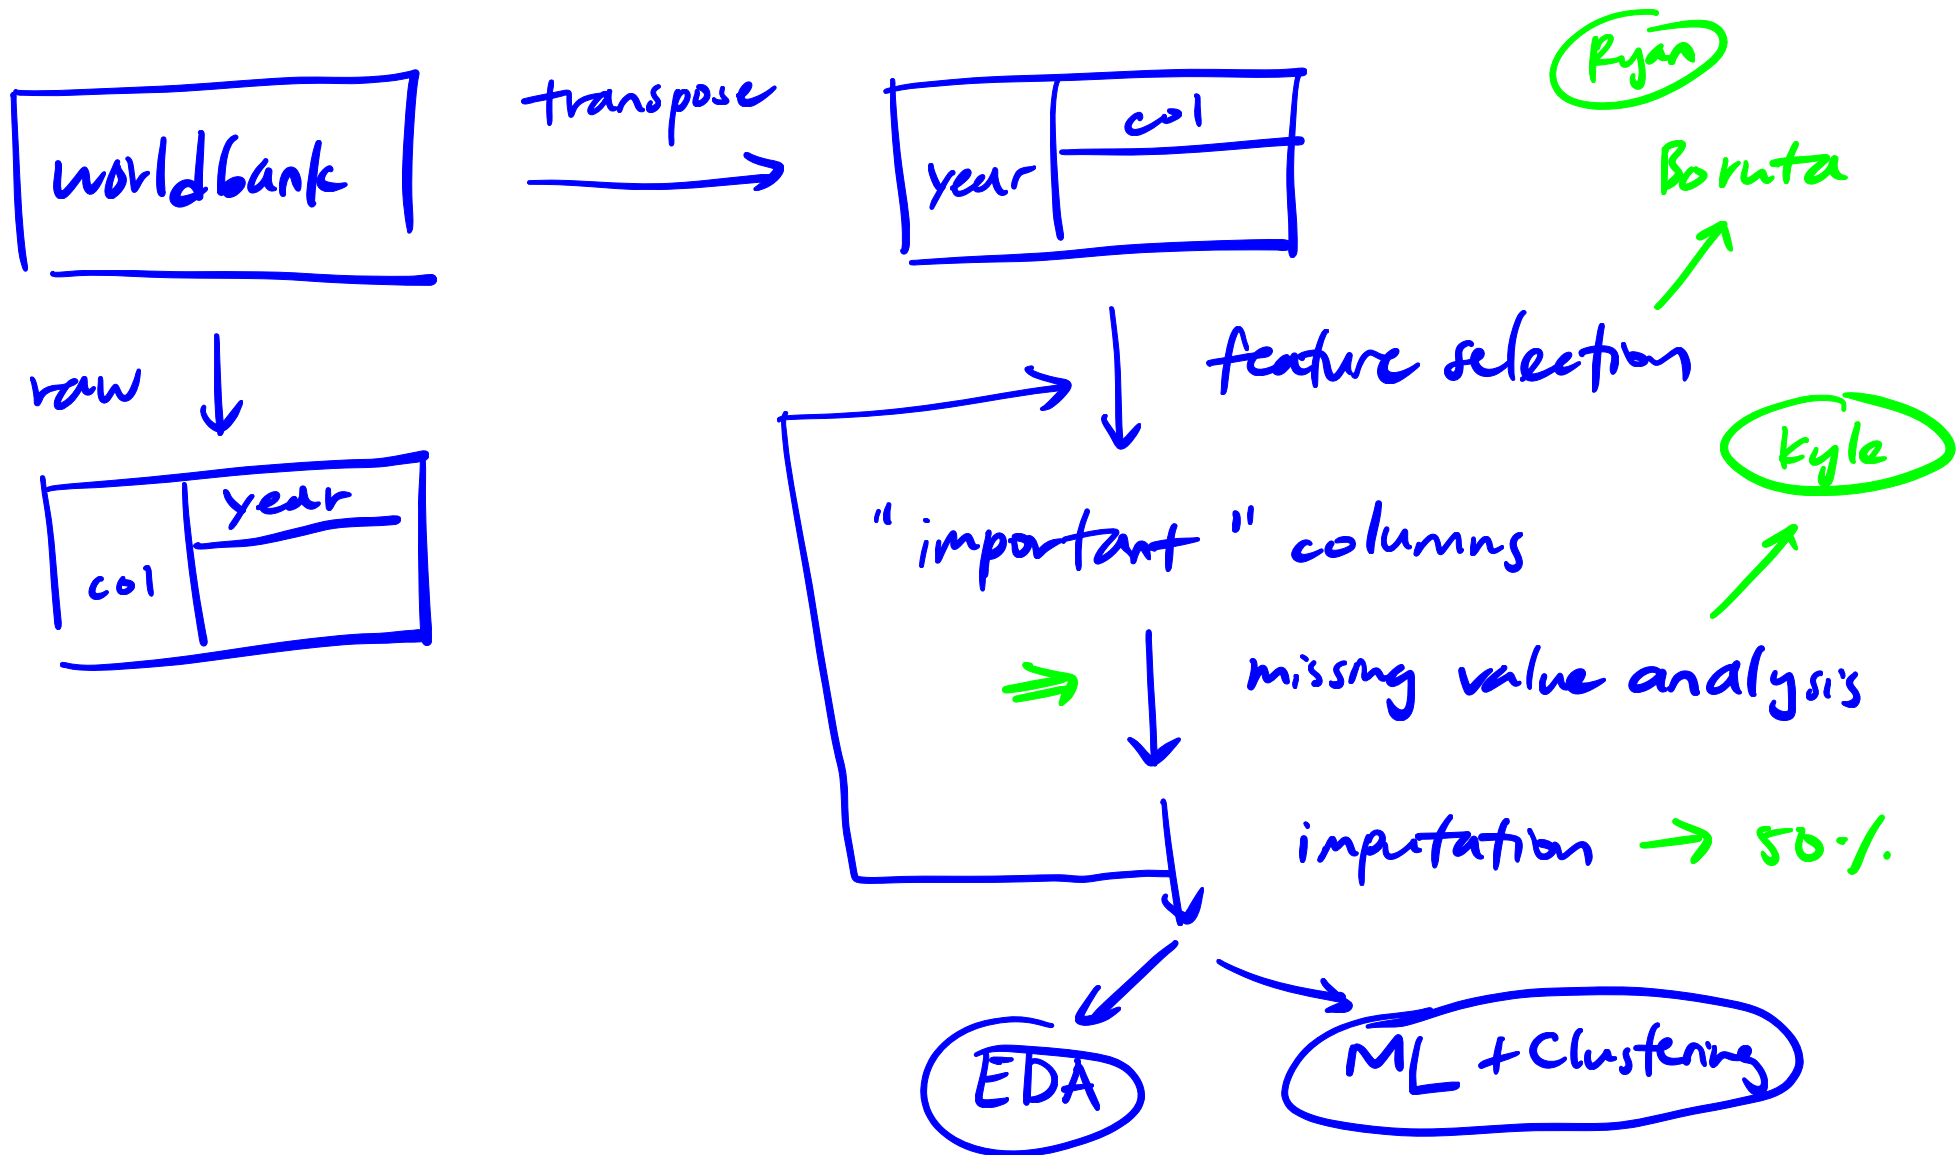 Ryan
transpose
col
worldbank
year
Boruta
feature selection
raw
Kyle
year
"important" columns
col
missing value analysis
imputation → 50%
EDA
ML + Clustering